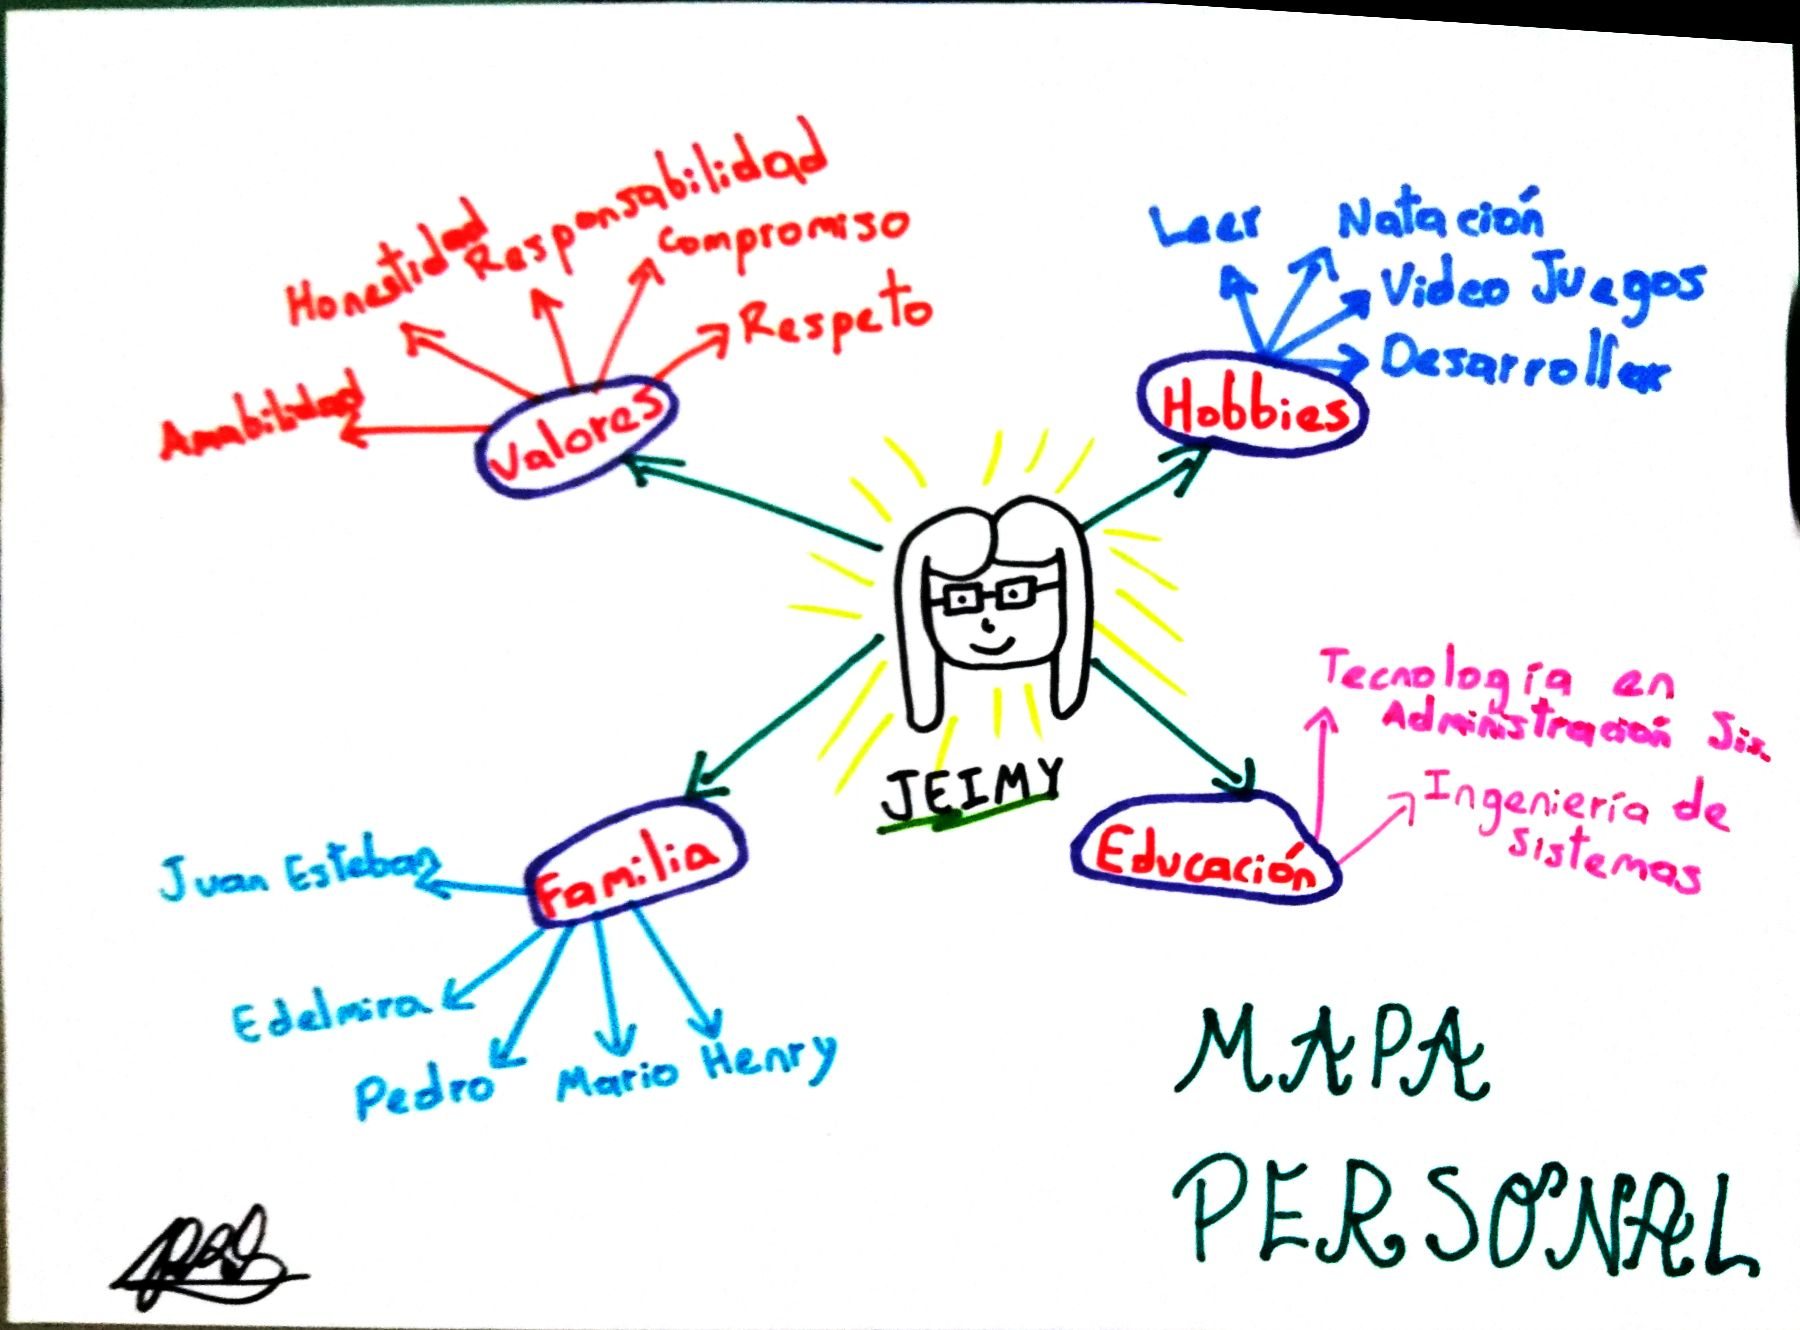 Honestidad
Responsabilidad
Compromiso
Respeto
Amabilidad
Valores
Leer
Natación
Video Juegos
Desarrollar
Hobbies
JEIMY
Juan Esteban
Familia
Edelmira
Pedro
Mario
Henry
Tecnología en
Administración Sis.
Ingeniería de
sistemas
Educación
MAPA
PERSONAL